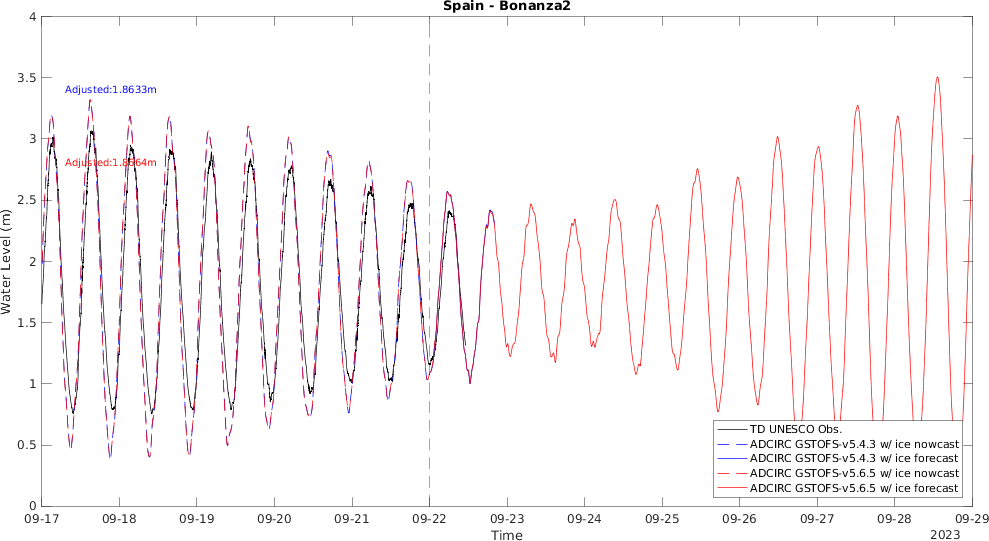 Spain - Bonanza2
Water Level (m)
4
3.5
3
2.5
2
1.5
1
0.5
0
Adjusted:1.8633m
Adjusted:1.8664m
TD UNESCO Obs.
ADCIRC GSTOFS-v5.4.3 w/ ice nowcast
ADCIRC GSTOFS-v5.4.3 w/ ice forecast
ADCIRC GSTOFS-v5.6.5 w/ ice nowcast
ADCIRC GSTOFS-v5.6.5 w/ ice forecast
09-17 09-18 09-19 09-20 09-21 09-22 09-23 09-24 09-25 09-26 09-27 09-28 09-29
Time
2023